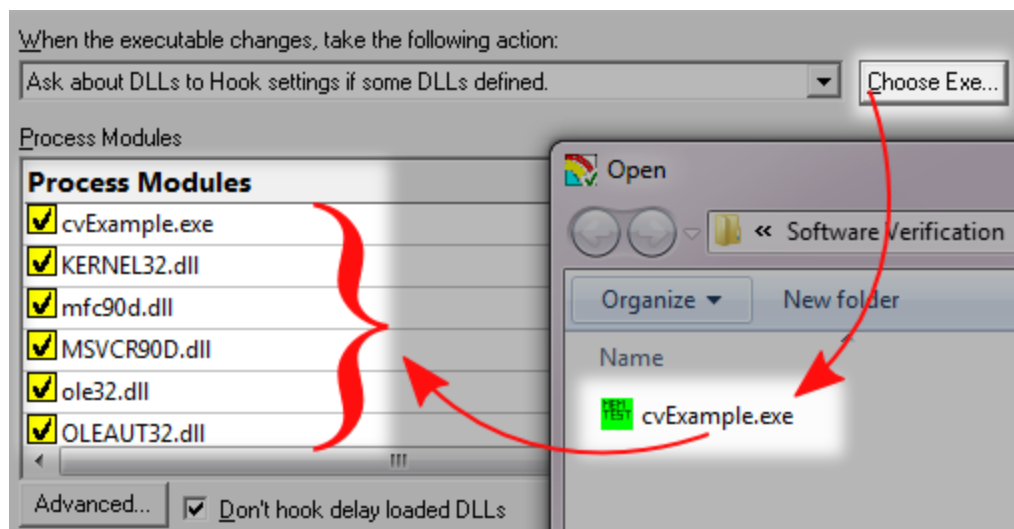 When the executable changes, take the following action:
Ask about DLLs to Hook settings if some DLLs defined.
Choose Exe...
Process Modules
Process Modules
cvExample.exe
KERNEL32.dll
mfc90d.dll
MSVCR90D.dll
ole32.dll
OLEAUT32.dll
Advanced...
Don't hook delay loaded DLLs
Open
« Software Verification
Organize
New folder
Name
MEM
TEST
cvExample.exe